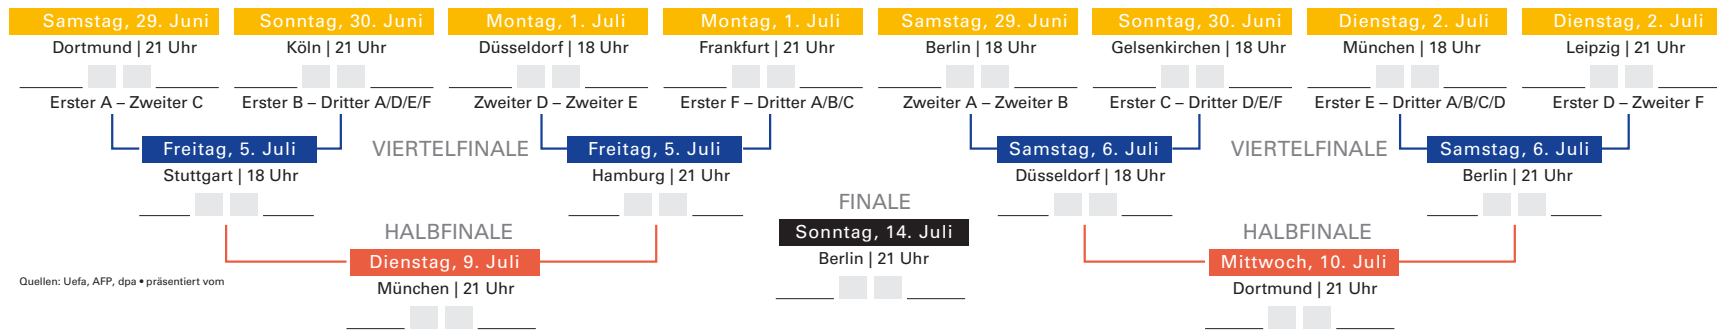 Samstag, 29. Juni
Dortmund | 21 Uhr
Erster A – Zweiter C
Sonntag, 30. Juni
Köln | 21 Uhr
Erster B – Dritter A/D/E/F
Montag, 1. Juli
Düsseldorf | 18 Uhr
Zweiter D – Zweiter E
Montag, 1. Juli
Frankfurt | 21 Uhr
Erster F – Dritter A/B/C
Samstag, 29. Juni
Berlin | 18 Uhr
Zweiter A – Zweiter B
Sonntag, 30. Juni
Gelsenkirchen | 18 Uhr
Erster C – Dritter D/E/F
Dienstag, 2. Juli
München | 18 Uhr
Erster E – Dritter A/B/C/D
Dienstag, 2. Juli
Leipzig | 21 Uhr
Erster D – Zweiter F
Freitag, 5. Juli
Stuttgart | 18 Uhr
VIERTELFINALE
Freitag, 5. Juli
Hamburg | 21 Uhr
Samstag, 6. Juli
Düsseldorf | 18 Uhr
VIERTELFINALE
Samstag, 6. Juli
Berlin | 21 Uhr
HALBFINALE
Dienstag, 9. Juli
München | 21 Uhr
FINALE
Sonntag, 14. Juli
Berlin | 21 Uhr
HALBFINALE
Mittwoch, 10. Juli
Dortmund | 21 Uhr
Quellen: Uefa, AFP, dpa • präsentiert vom